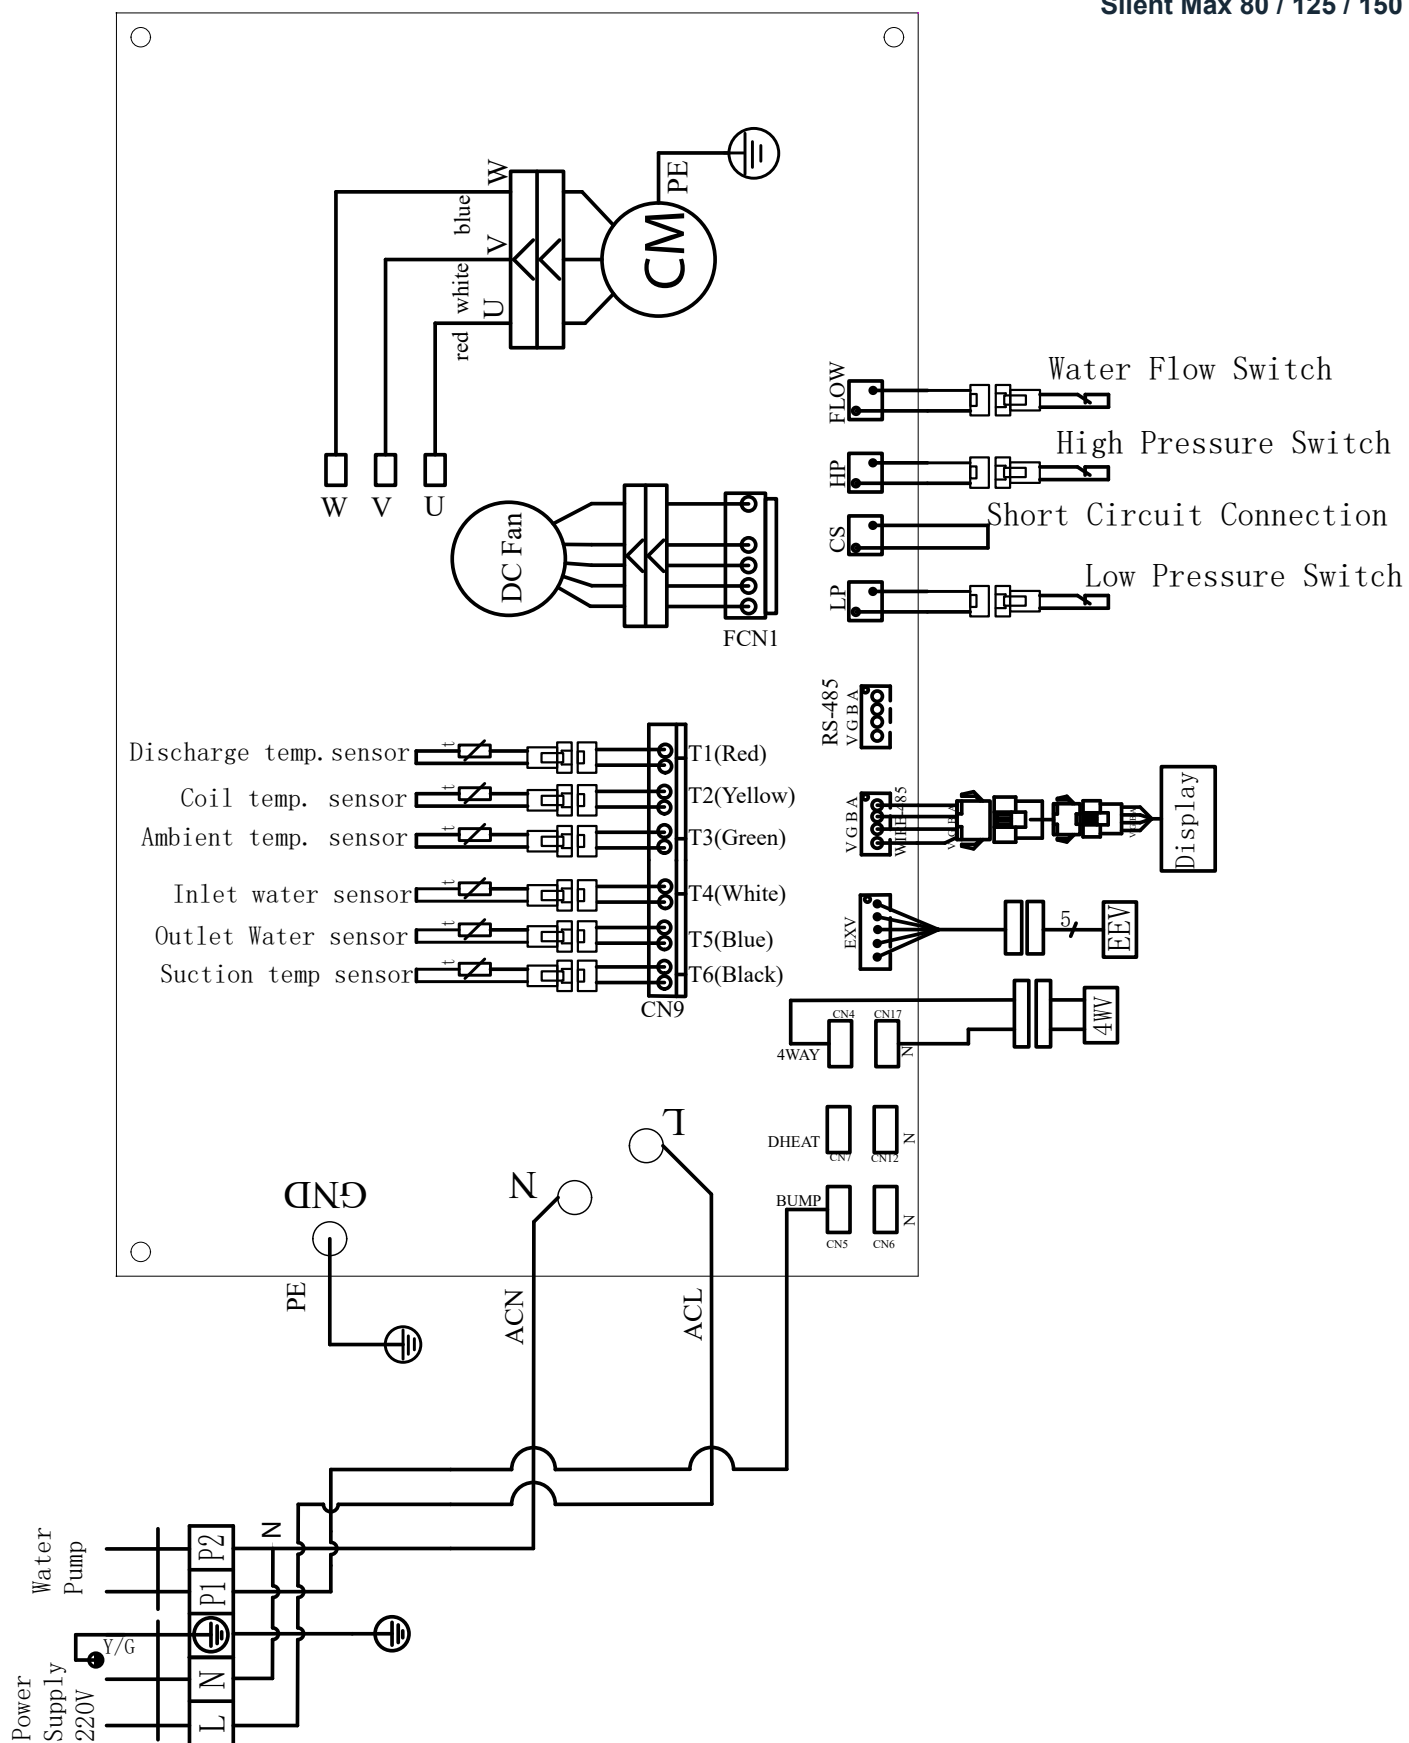 Silent Max 80 / 125 / 150
W
blue
V
white
U
red
CM
PE
W V U
DC Fan
FCN1
FLOW
Water Flow Switch
HP
High Pressure Switch
CS
Short Circuit Connection
LP
Low Pressure Switch
RS-485
V G B A
Discharge temp.sensor
t
T1(Red)
Coil temp. sensor
t
T2(Yellow)
Ambient temp. sensor
t
T3(Green)
Inlet water sensor
t
T4(White)
Outlet Water sensor
t
T5(Blue)
Suction temp sensor
t
T6(Black)
CN9
V G B A
WIRE-485
V G B A
Display
EXV
5
EEV
4WAY
CN4
CN17
N
4WV
DHEAT
CN7
CN12
N
BUMP
CN5
CN6
N
GND
N
L
PE
ACN
ACL
Water
Pump
P2
N
P1
Y/G
Power
Supply
220V
N
L